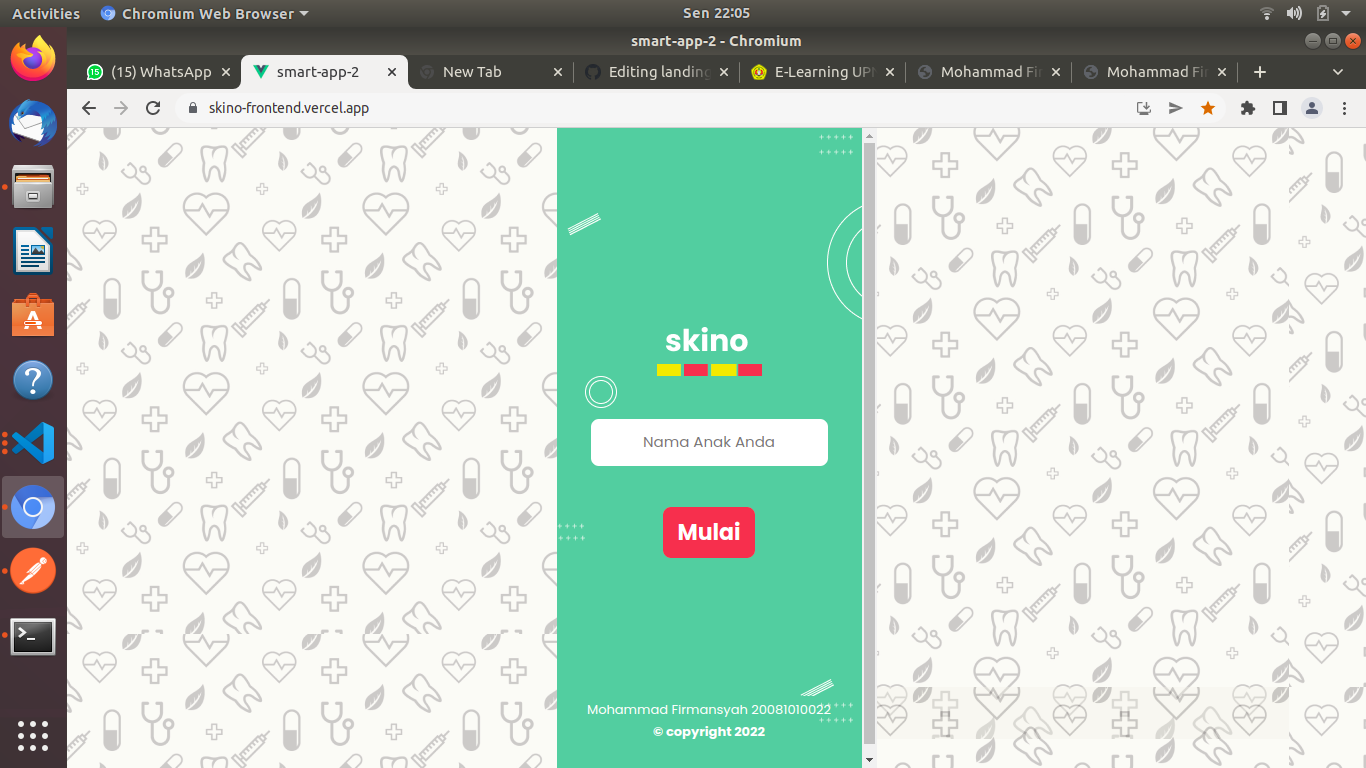 Activities
Chromium Web Browser
Sen 22:05
smart-app-2 - Chromium
(15) WhatsApp
smart-app-2
New Tab
Editing landing
E-Learning UPN
Mohammad Fir
Mohammad Fir
skino-frontend.vercel.app
skino
Nama Anak Anda
Mulai
Mohammad Firmansyah 20081010022
© copyright 2022